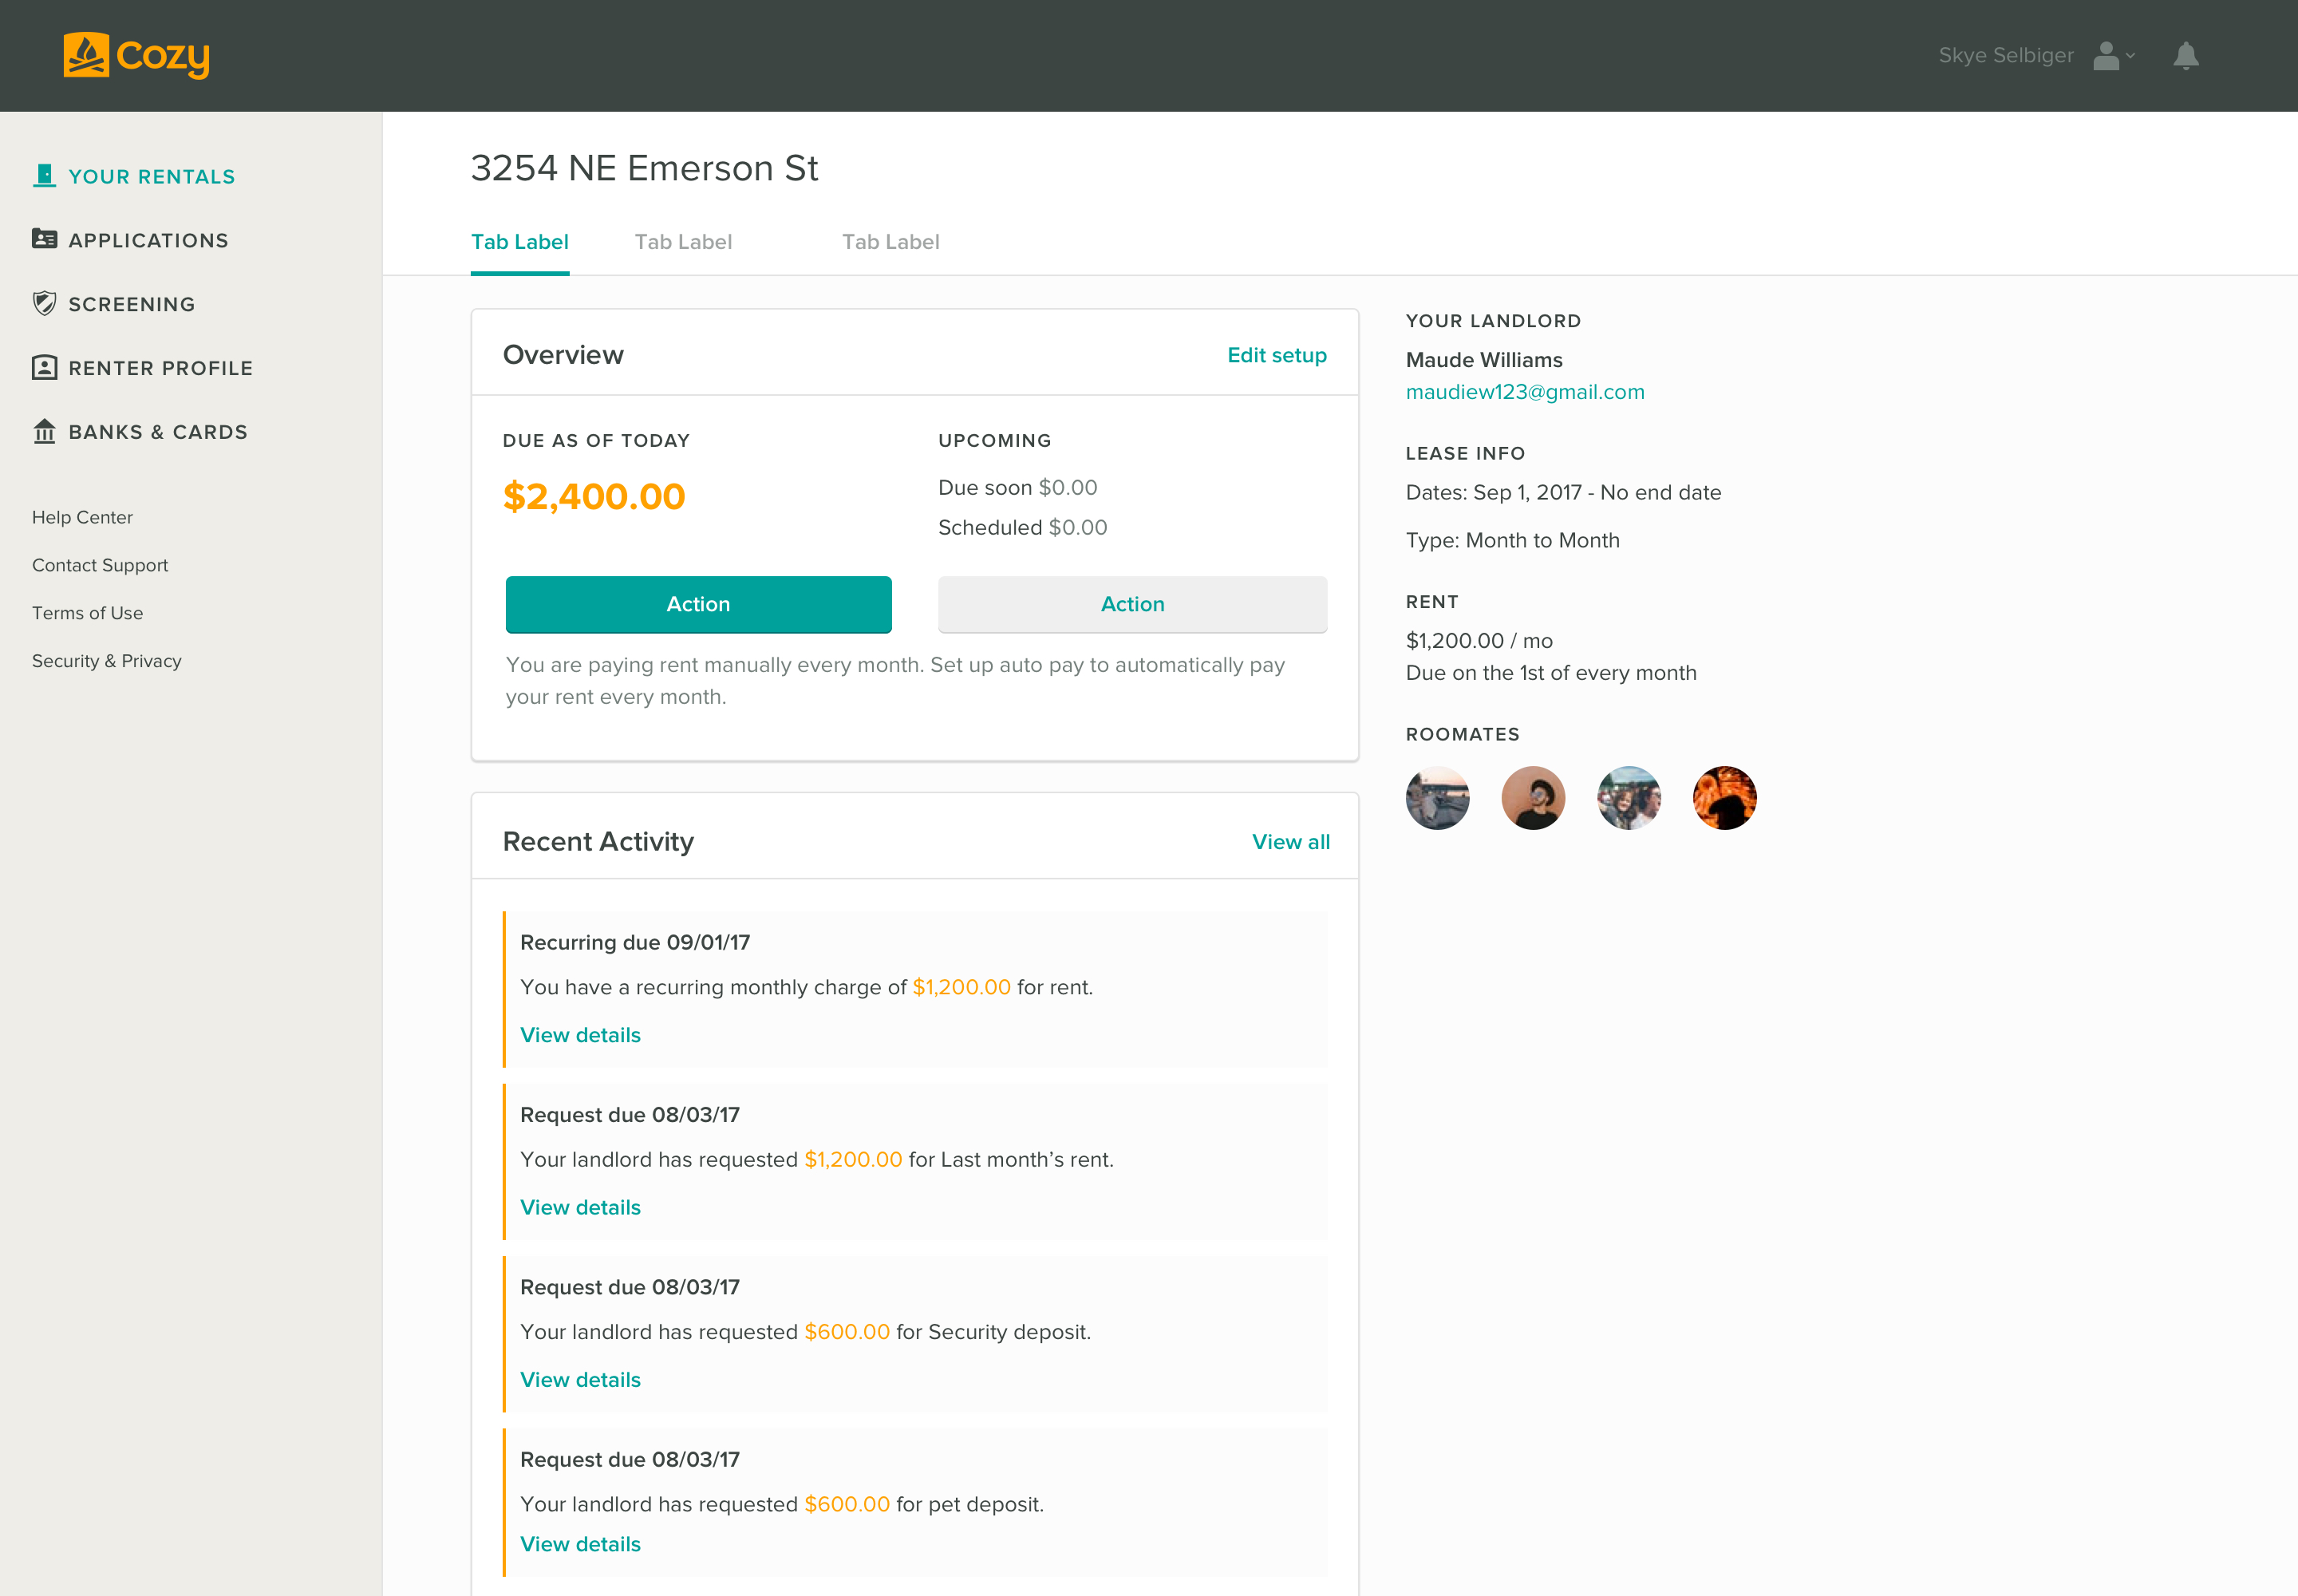 Cozy
Skye Selbiger
YOUR RENTALS
APPLICATIONS
SCREENING
RENTER PROFILE
BANKS & CARDS
Help Center
Contact Support
Terms of Use
Security & Privacy
3254 NE Emerson St
Tab Label
Tab Label
Tab Label
Overview
Edit setup
DUE AS OF TODAY
$2,400.00
UPCOMING
Due soon $0.00
Scheduled $0.00
Action
Action
You are paying rent manually every month. Set up auto pay to automatically pay
your rent every month.
Recent Activity
View all
Recurring due 09/01/17
You have a recurring monthly charge of $1,200.00 for rent.
View details
Request due 08/03/17
Your landlord has requested $1,200.00 for Last month’s rent.
View details
Request due 08/03/17
Your landlord has requested $600.00 for Security deposit.
View details
Request due 08/03/17
Your landlord has requested $600.00 for pet deposit.
View details
YOUR LANDLORD
Maude Williams
maudiew123@gmail.com
LEASE INFO
Dates: Sep 1, 2017 - No end date
Type: Month to Month
RENT
$1,200.00 / mo
Due on the 1st of every month
ROOMATES